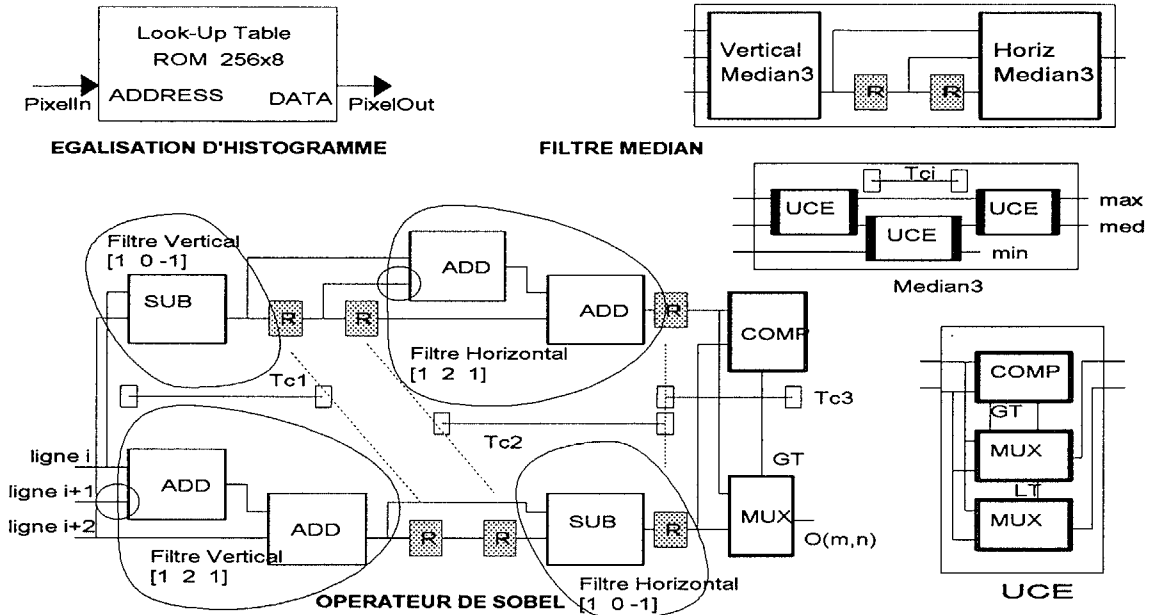 Look-Up Table
ROM 256x8
PixelIn
ADDRESS
DATA
PixelOut
EGALISATION D'HISTOGRAMME
Vertical
Median3
R
R
Horiz
Median3
FILTRE MEDIAN
Tci
UCE
UCE
UCE
max
med
min
Median3
Filtre Vertical
[1 0 -1]
SUB
R
R
ADD
ADD
R
Filtre Horizontal
[1 2 1]
COMP
Tc1
Tc2
Tc3
GT
ligne i
ligne i+1
ligne i+2
ADD
ADD
R
R
SUB
R
MUX
O(m,n)
Filtre Vertical
[1 2 1]
Filtre Horizontal
[1 0 -1]
OPERATEUR DE SOBEL
COMP
GT
MUX
LT
MUX
UCE